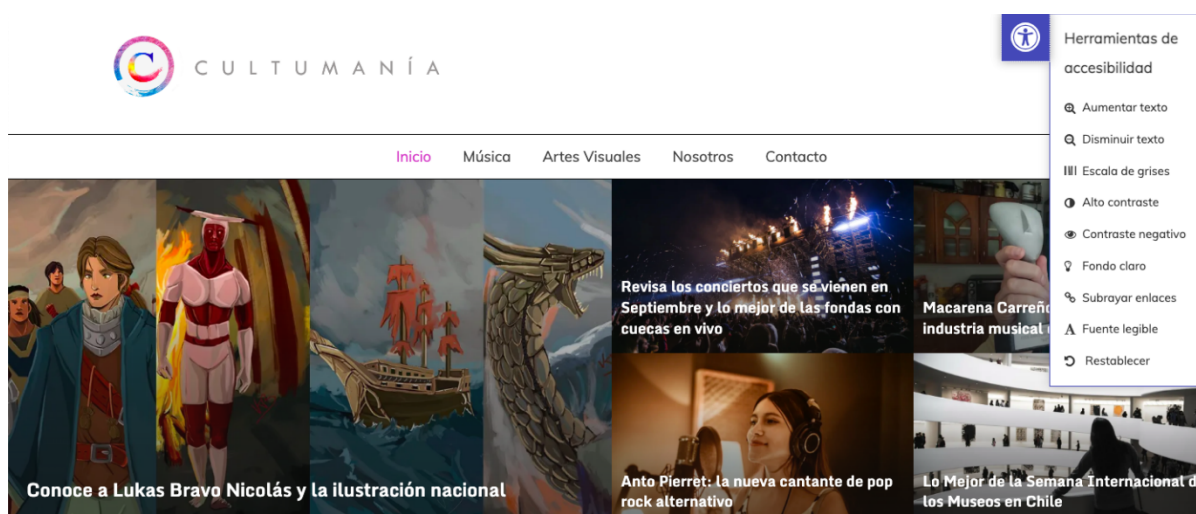 C
CULTUMANÍA
Herramientas de
accesibilidad
Aumentar texto
Disminuir texto
Escala de grises
Alto contraste
Contraste negativo
Fondo claro
Subrayar enlaces
Fuente legible
Restablecer
Inicio Música Artes Visuales Nosotros Contacto
Conoce a Lukas Bravo Nicolás y la ilustración nacional
Revisa los conciertos que se vienen en
Septiembre y lo mejor de las fondas con
cuecas en vivo
Macarena Carreño
industria musical
Anto Pierret: la nueva cantante de pop
rock alternativo
Lo Mejor de la Semana Internacional d
los Museos en Chile